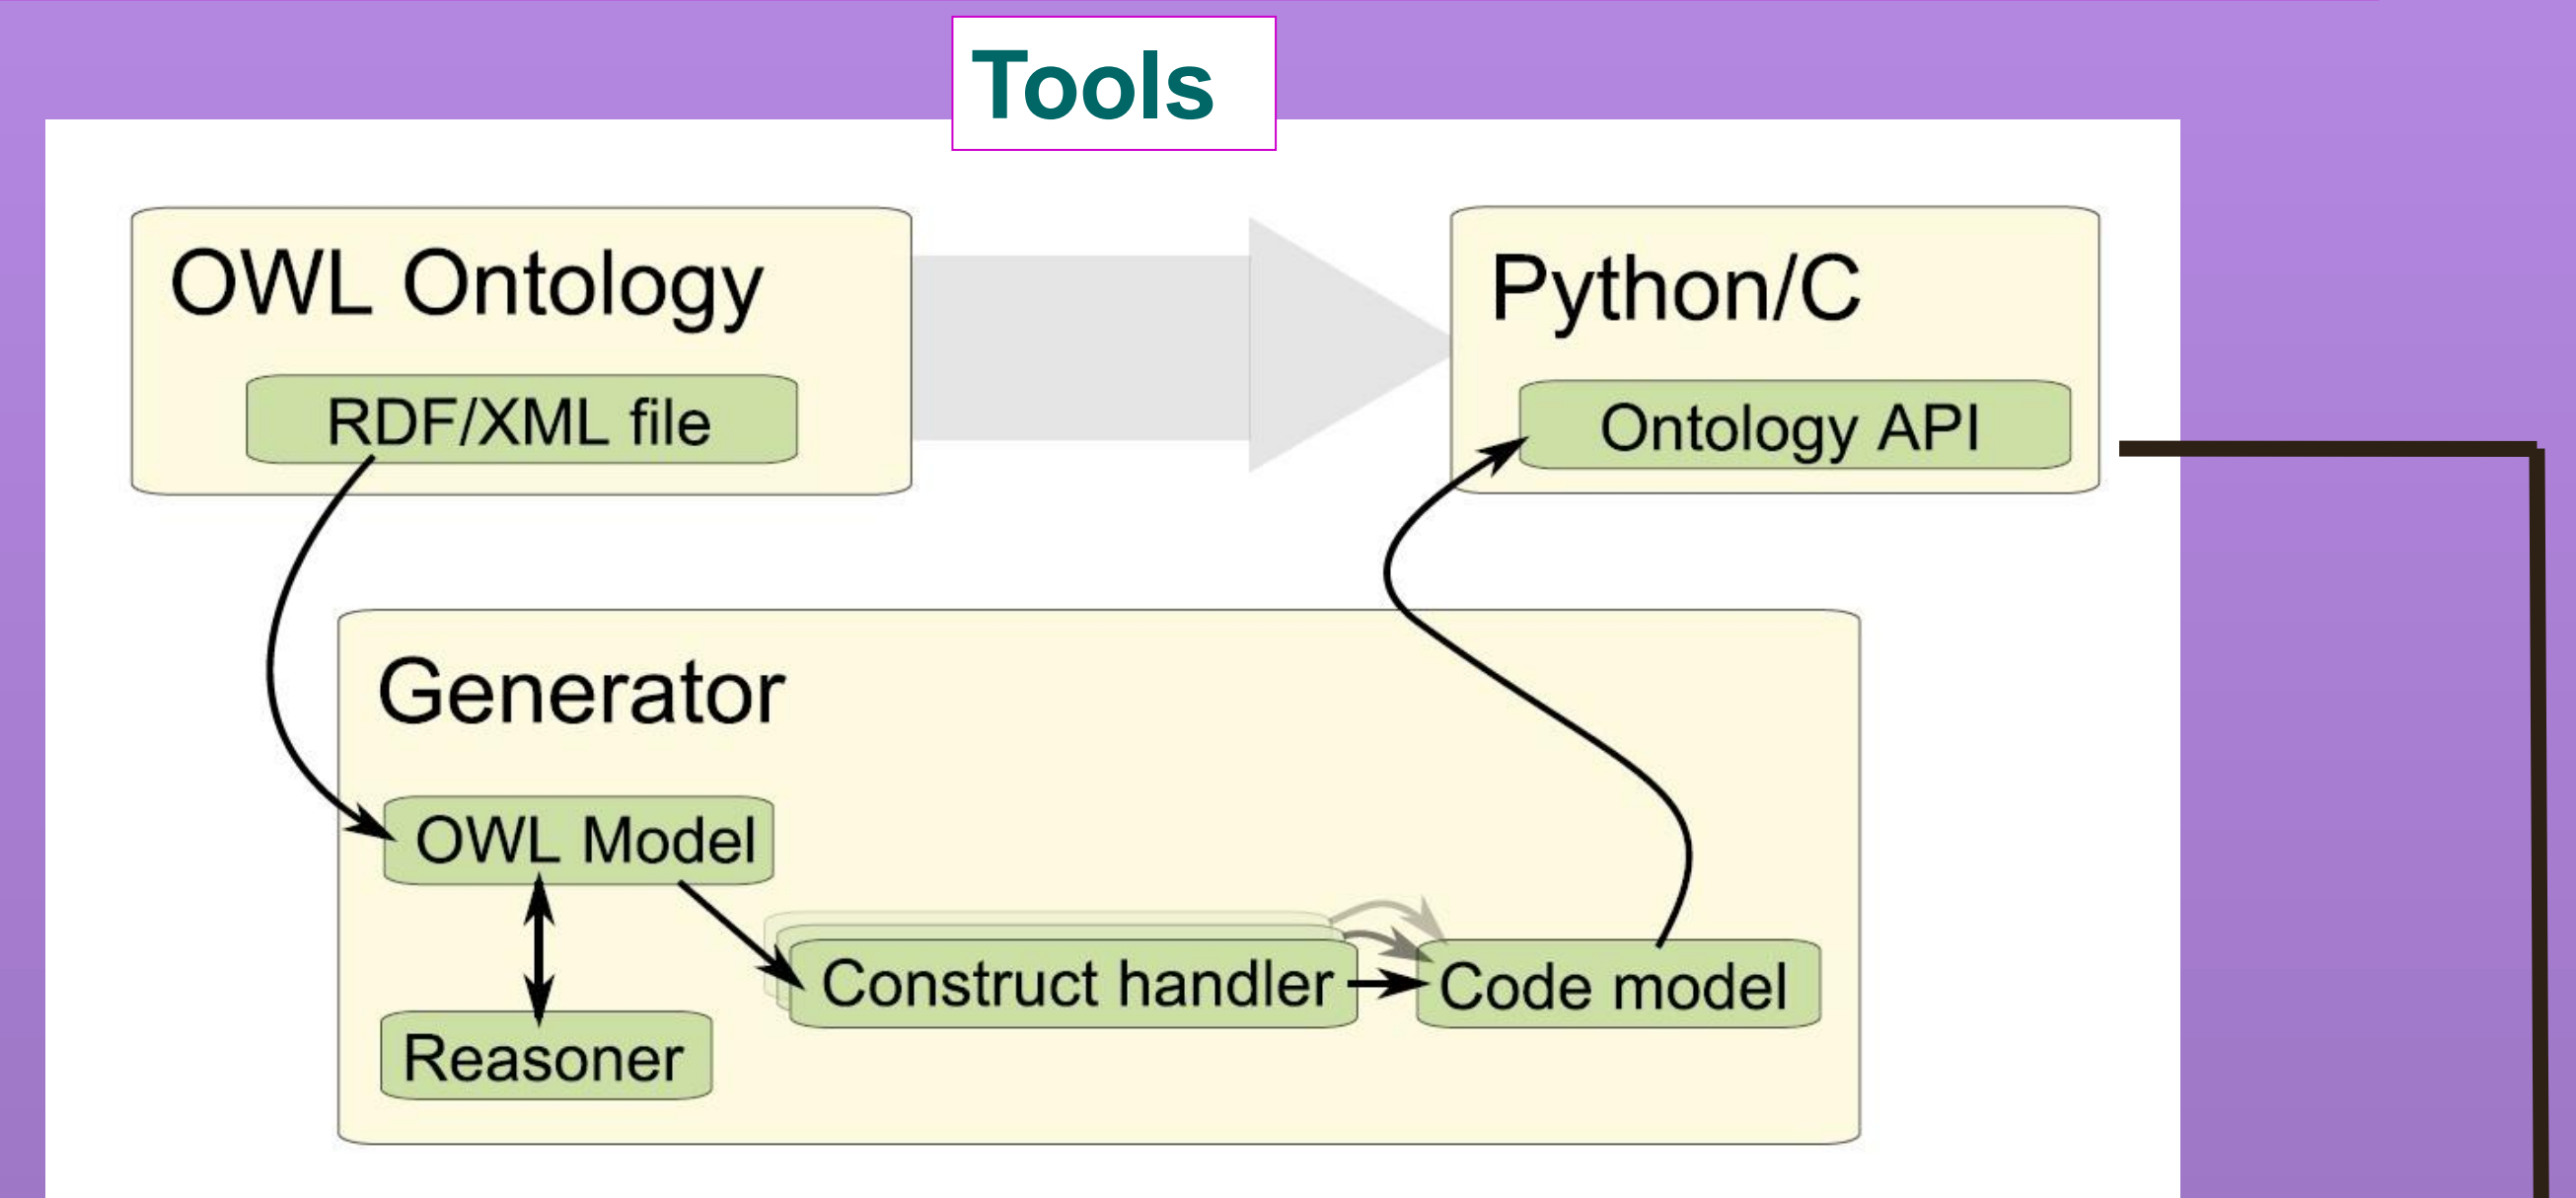 Tools
OWL Ontology
RDF/XML file
Python/C
Ontology API
Generator
OWL Model
Construct handler
Code model
Reasoner